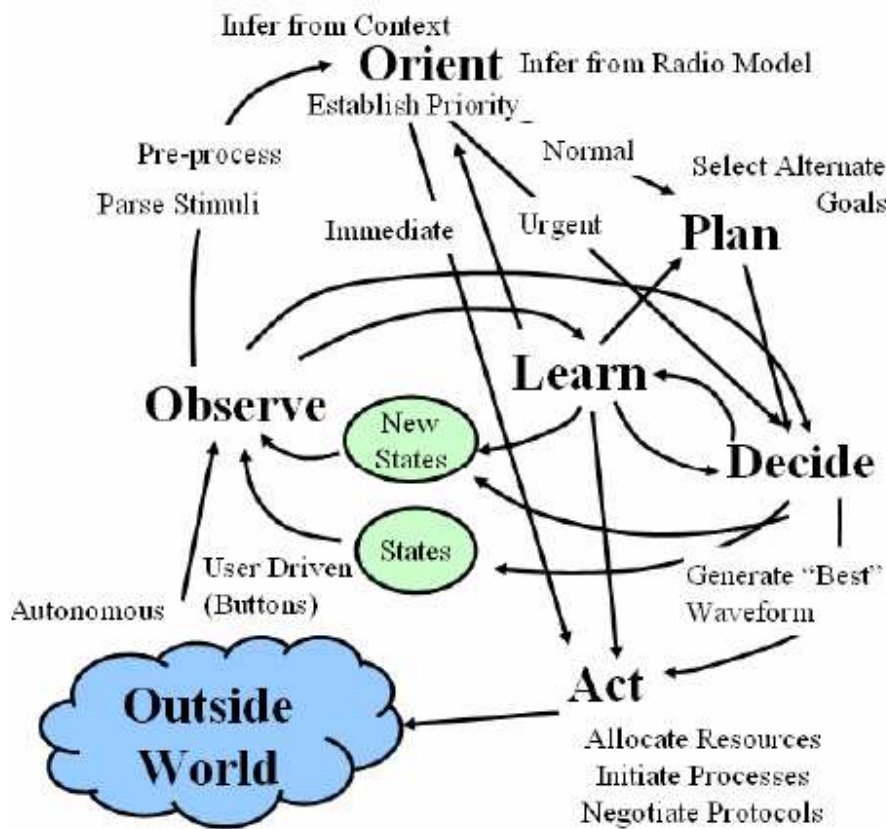 Infer from Context
Orient
Infer from Radio Model
Establish Priority
Normal
Pre-process
Select Alternate
Goals
Parse Stimuli
Immediate
Urgent
Plan
Learn
Observe
New
States
Decide
States
User Driven
(Buttons)
Autonomous
Generate “Best”
Waveform
Act
Outside
World
Allocate Resources
Initiate Processes
Negotiate Protocols